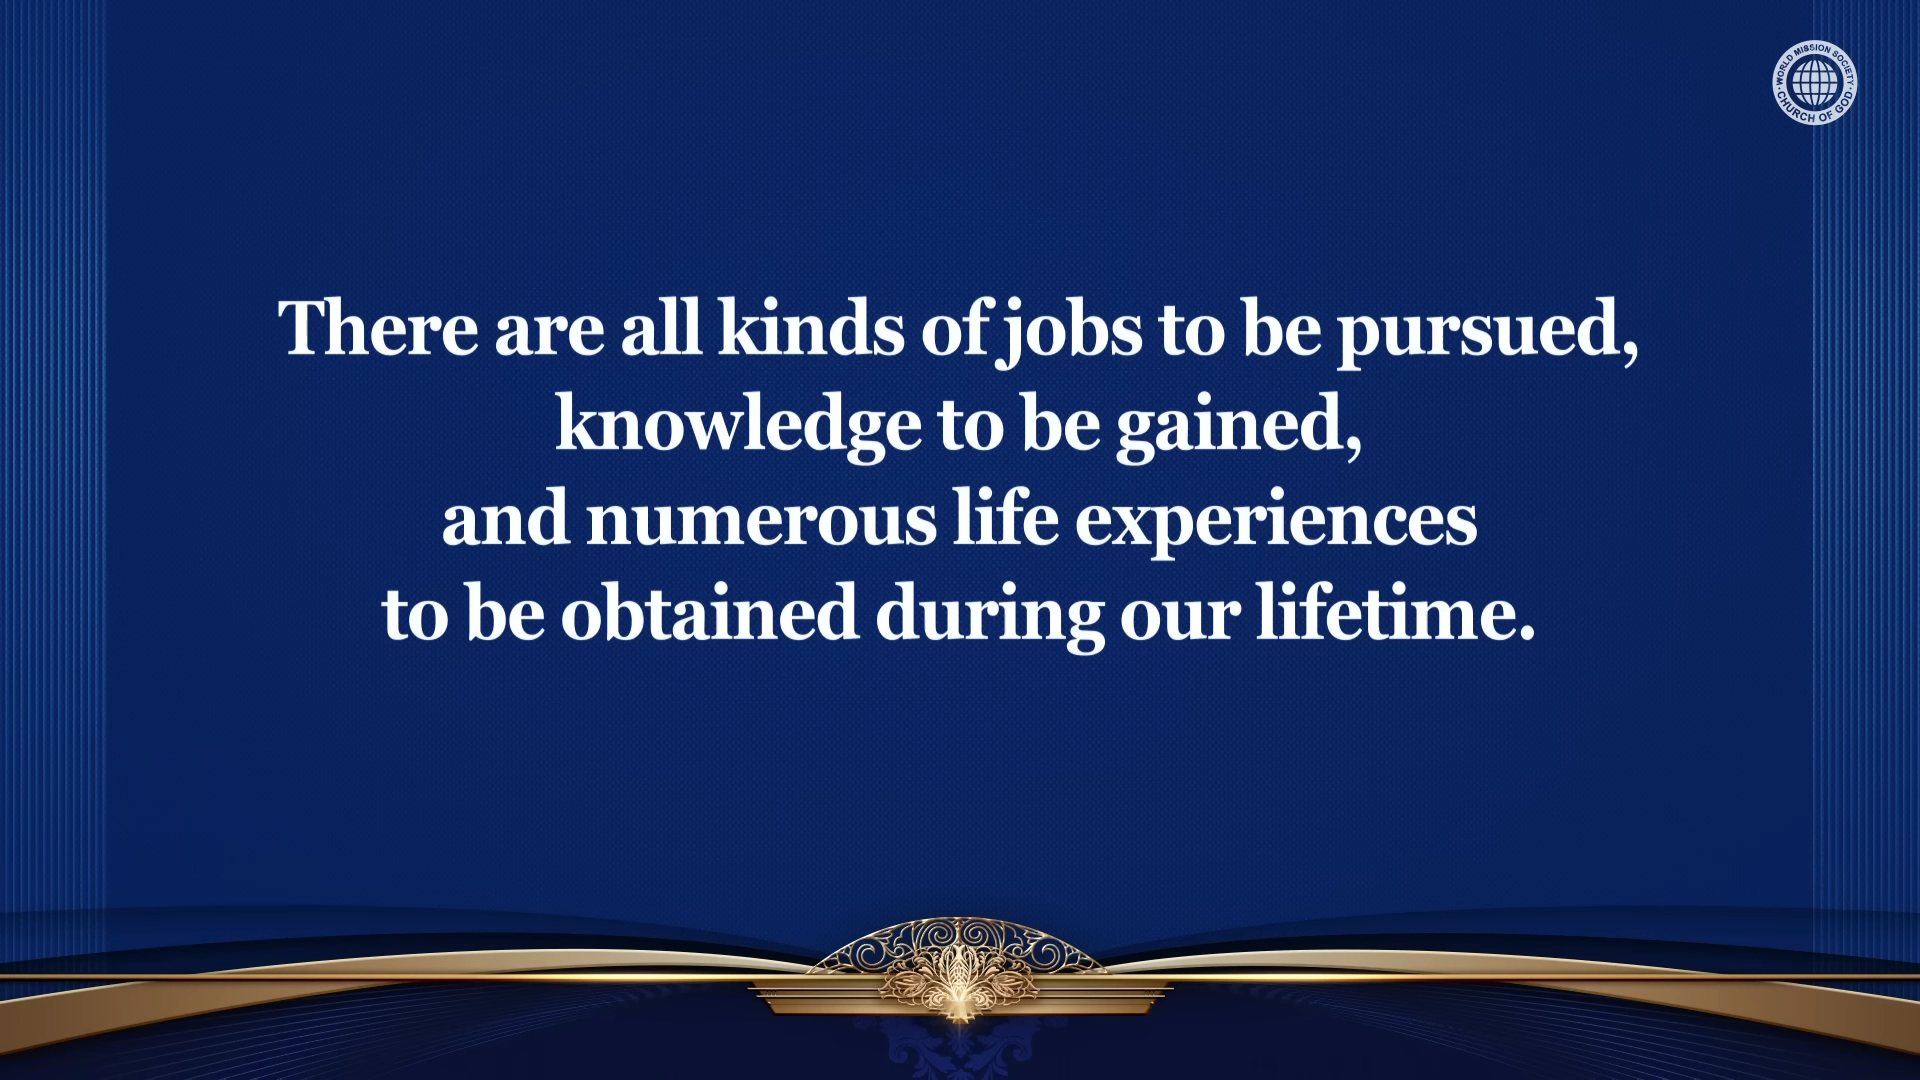 WORLD MISSION SOCIETY
CHURCH OF GOD
There are all kinds of jobs to be pursued,
knowledge to be gained,
and numerous life experiences
to be obtained during our lifetime.